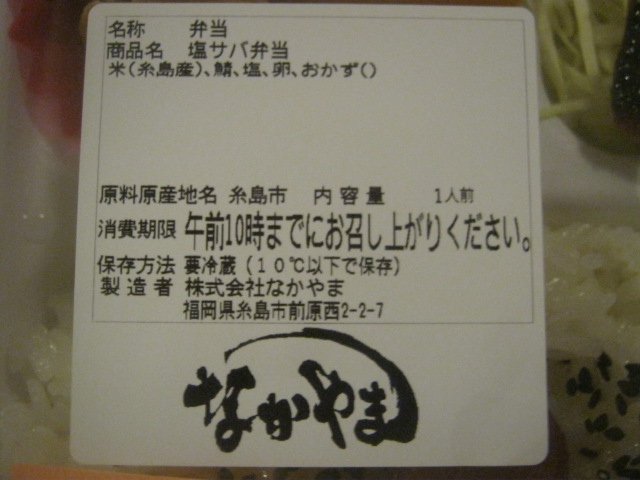 名称 弁当
商品名 塩サバ弁当
米(糸島産)、鯖、塩、卵、おかず()
原料原産地名 糸島市 内容量 1人前
消費期限 午前10時までにお召し上がりください。
保存方法 要冷蔵(10℃以下で保存)
製造者 株式会社なかやま
福岡県糸島市前原西2-2-7
なかやま